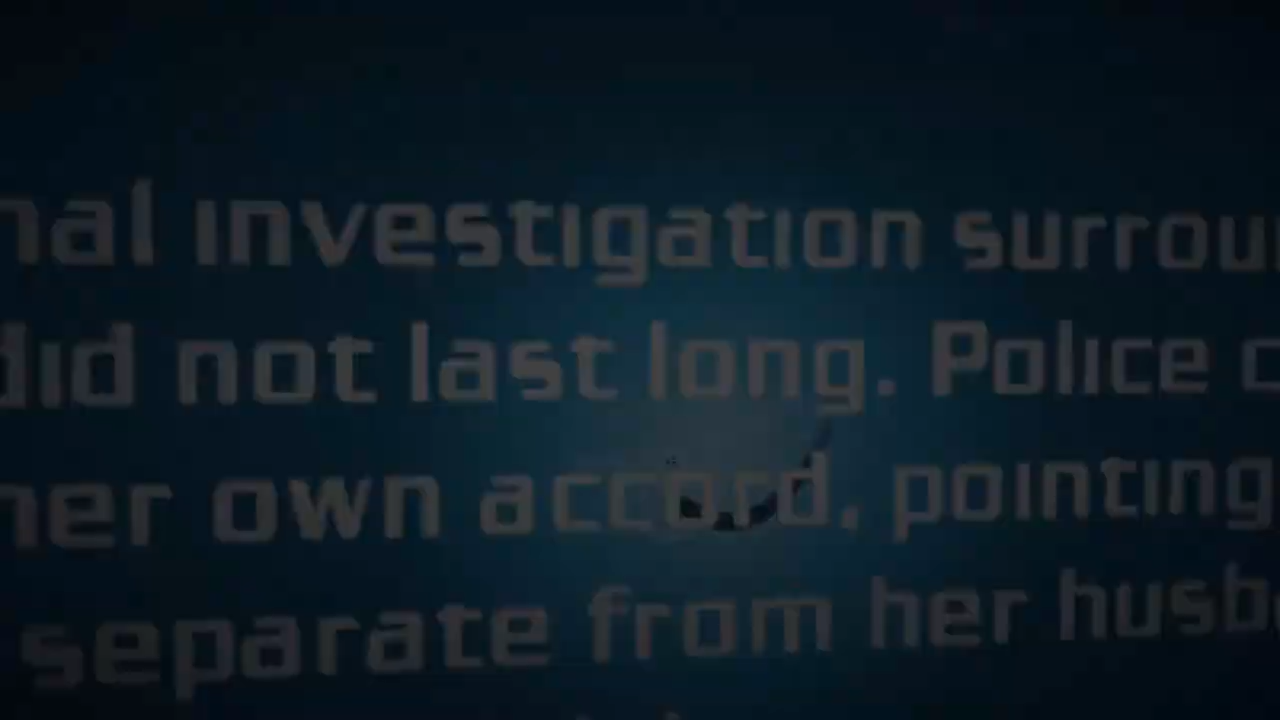 nal investigation surrou
did not last long. Police c
her own accord, pointing
separate from her husb